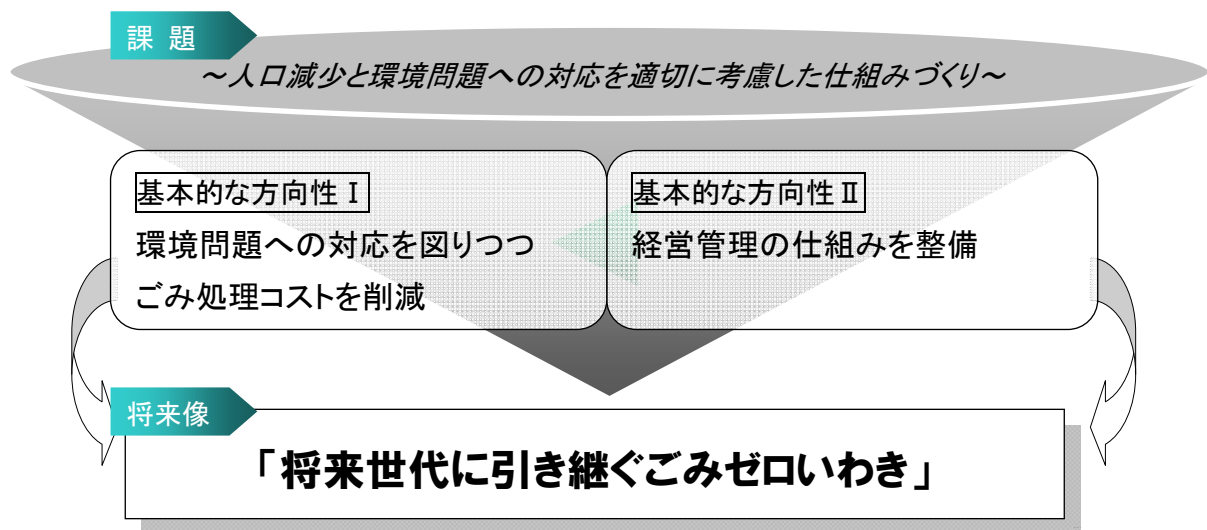 課題
～人口減少と環境問題への対応を適切に考慮した仕組みづくり～
基本的な方向性Ⅰ
環境問題への対応を図りつつ
ごみ処理コストを削減
基本的な方向性Ⅱ
経営管理の仕組みを整備
将来像
「将来世代に引き継ぐごみゼロいわき」